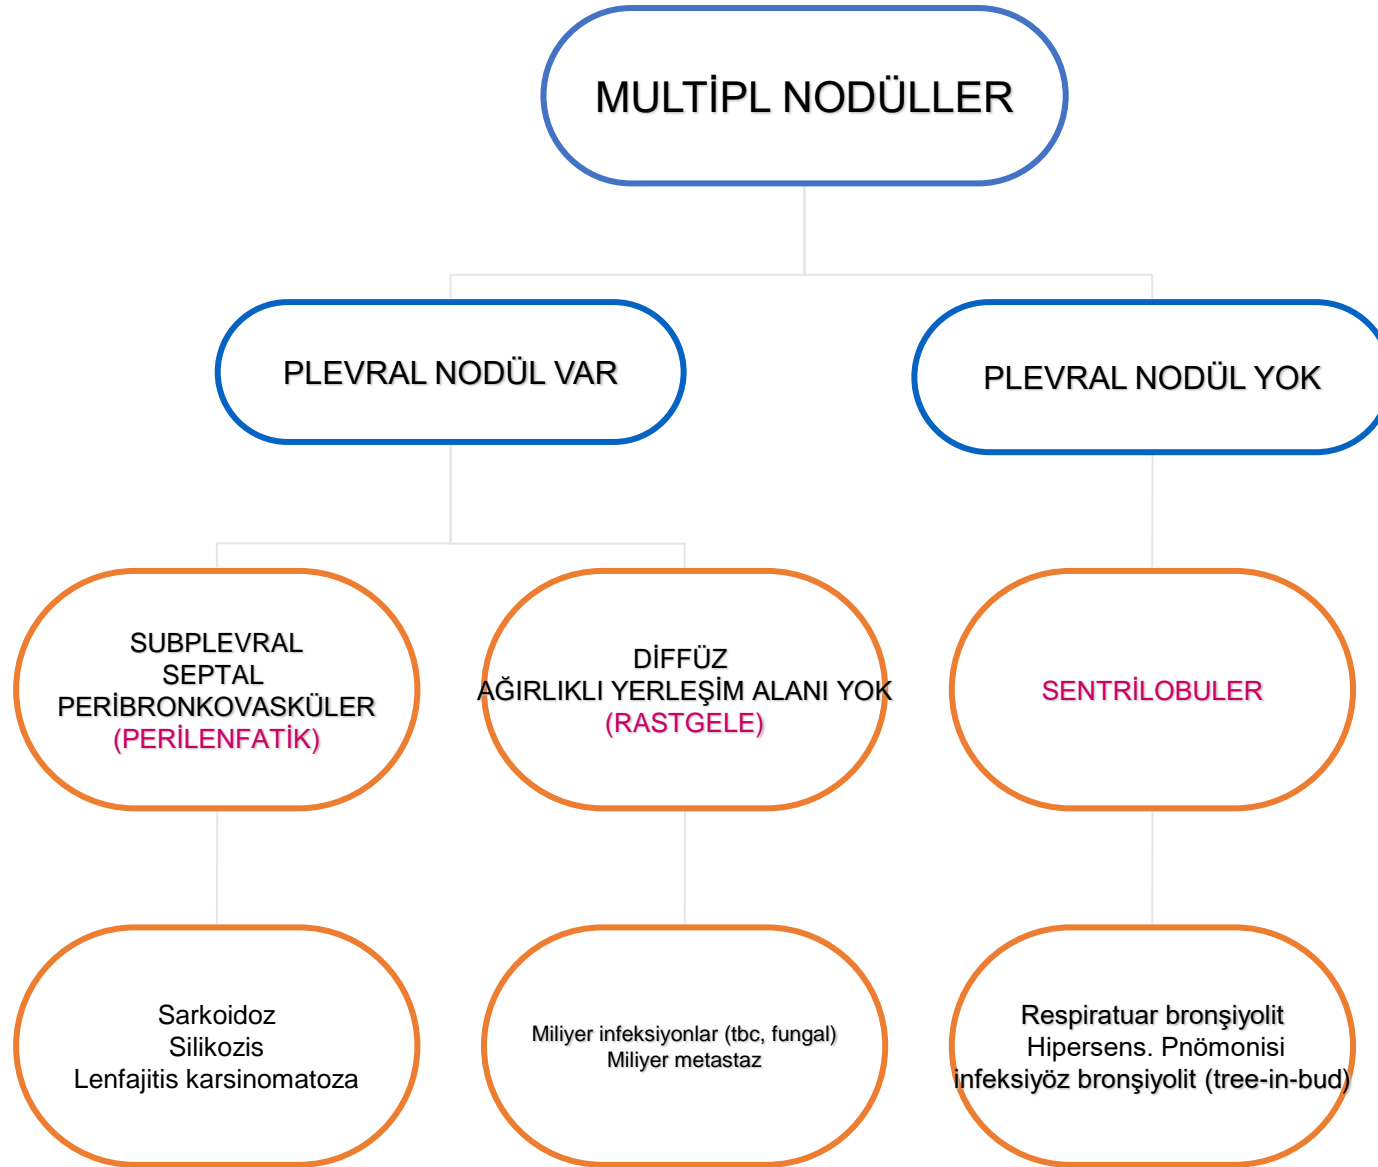 MULTİPL NODÜLLER
PLEVRAL NODÜL VAR
PLEVRAL NODÜL YOK
SUBPLEVRAL
SEPTAL
PERİBRONKOVASKÜLER
(PERİLENFATİK)
DİFFÜZ
AĞIRLIKLI YERLEŞİM ALANI YOK
(RASTGELE)
SENTRİLOBULER
Sarkoidoz
Silikozis
Lenfajitis karsinomatoza
Miliyer infeksiyonlar (tbc, fungal)
Miliyer metastaz
Respiratuar bronşiyolit
Hipersens. Pnömonisi
infeksiyöz bronşiyolit (tree-in-bud)